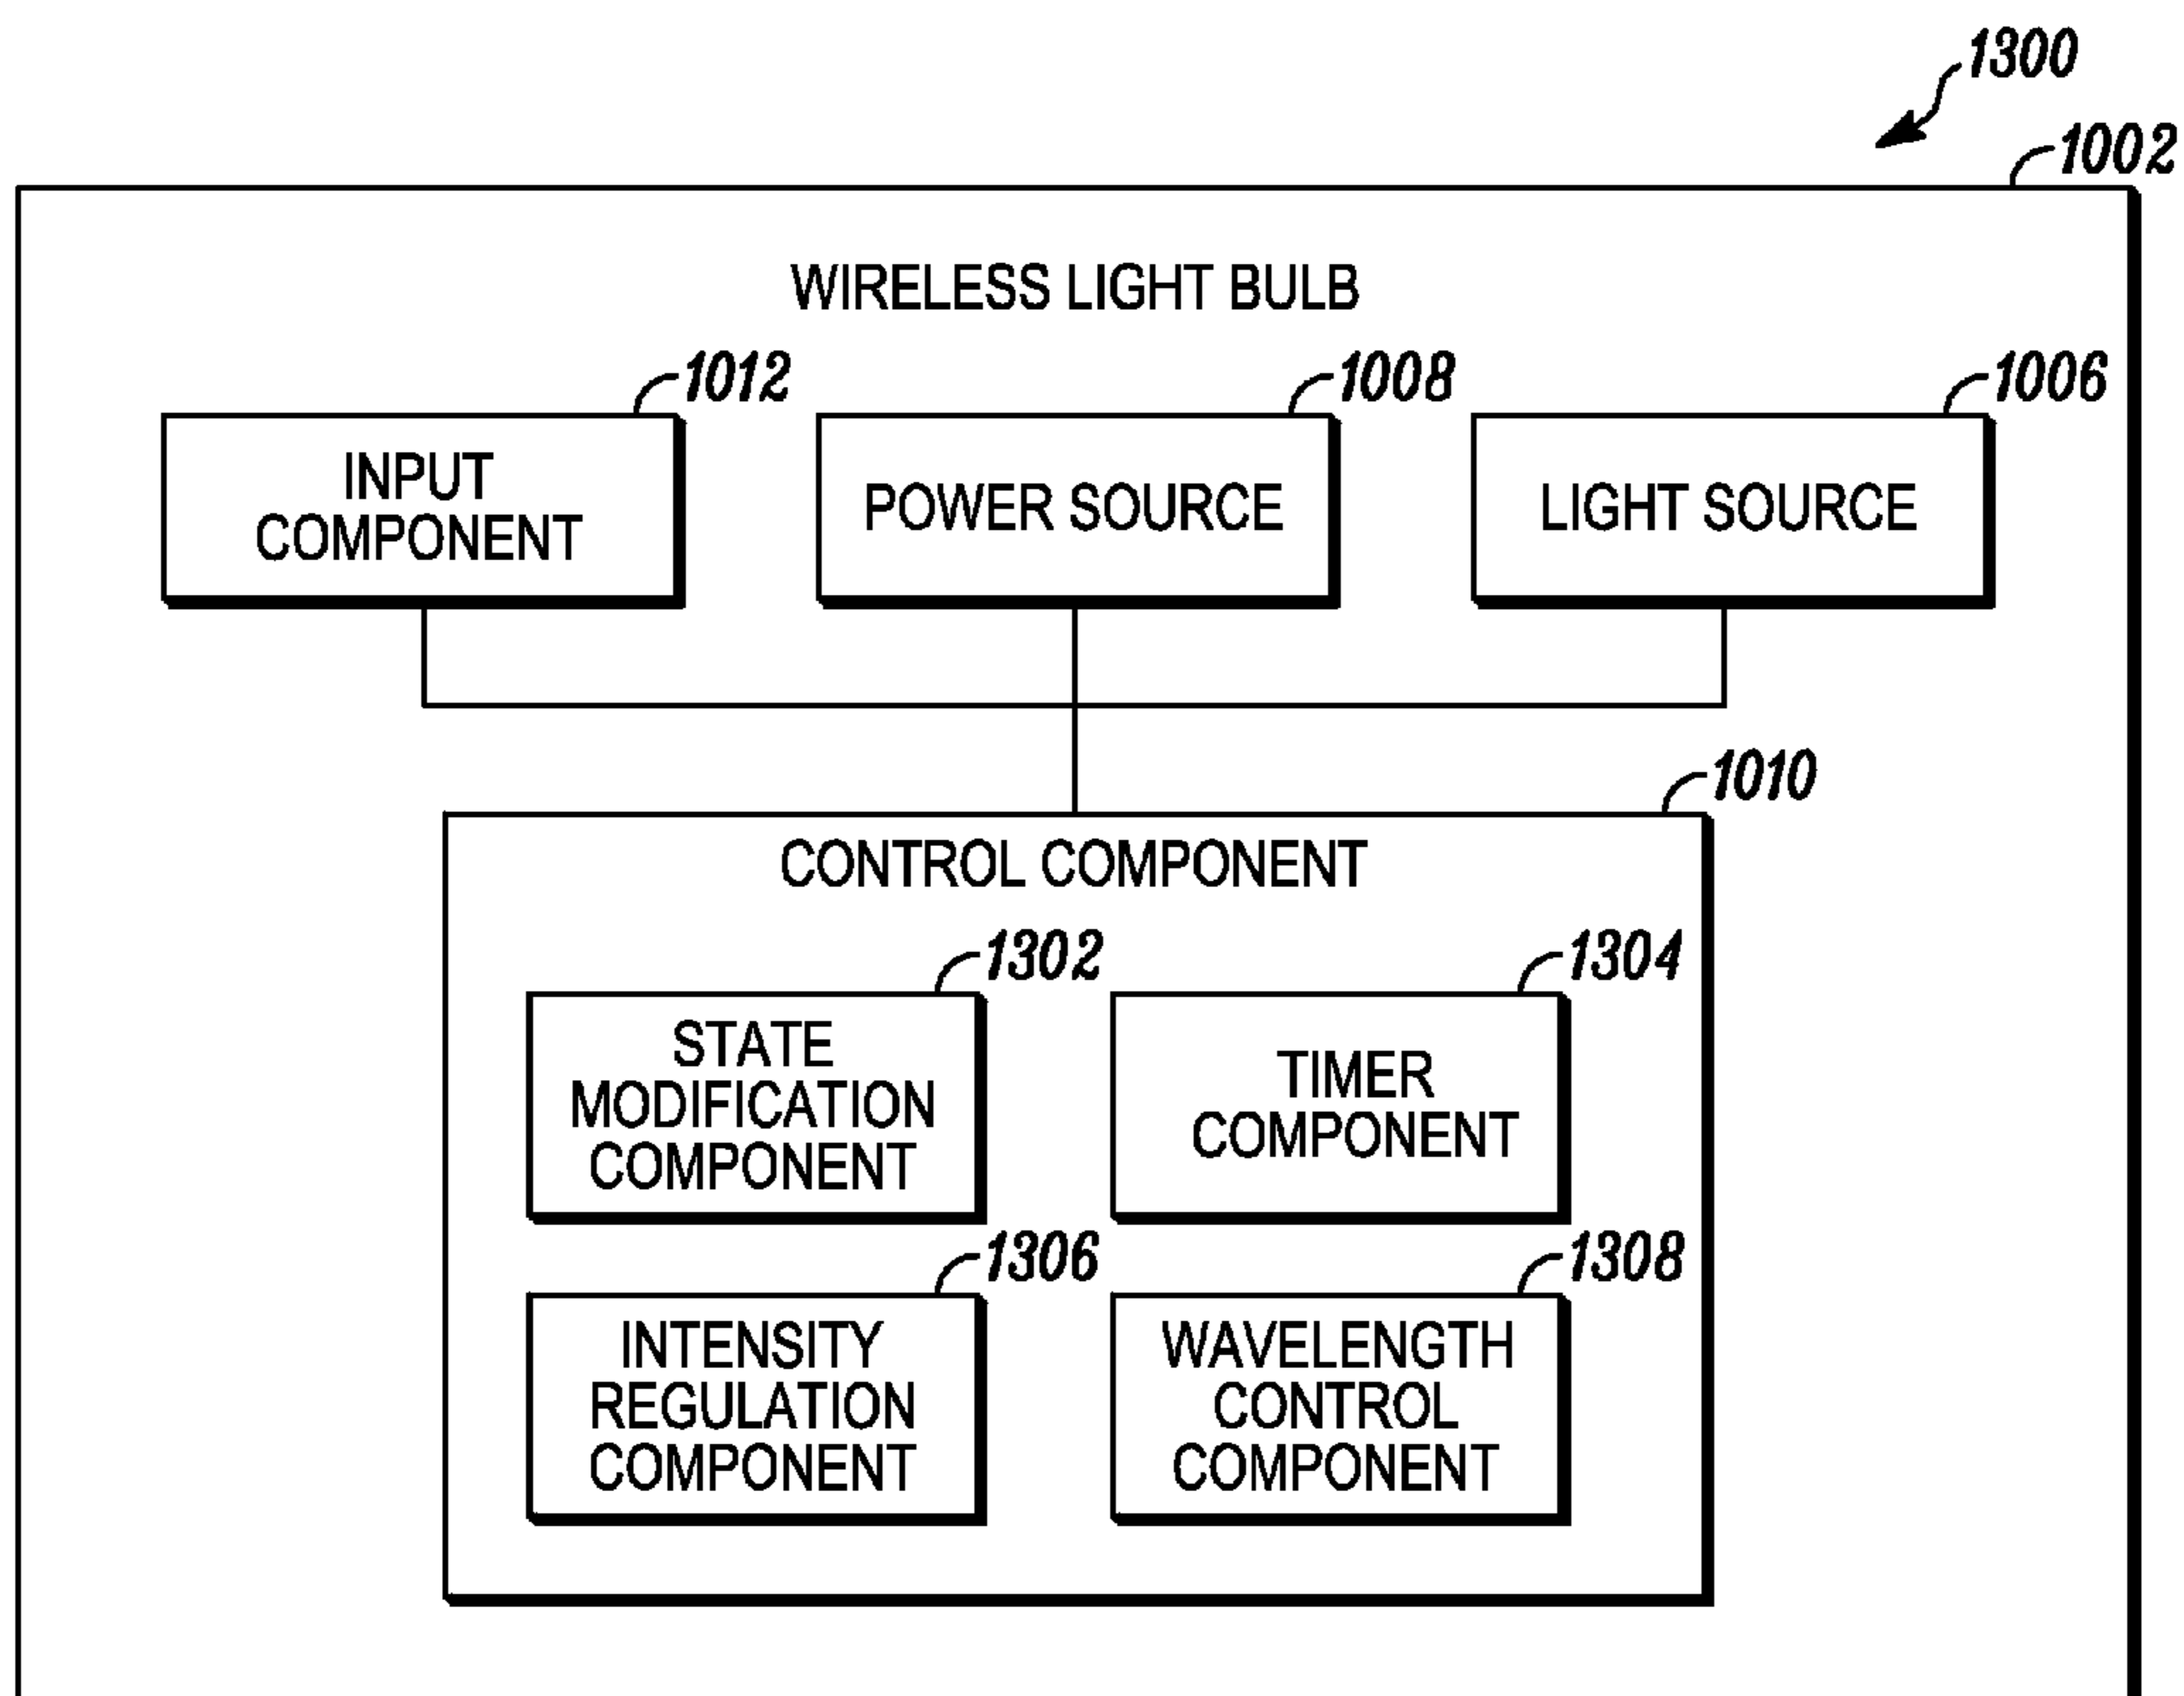 1300
1002
WIRELESS LIGHT BULB
1012
1008
1006
INPUT
COMPONENT
POWER SOURCE
LIGHT SOURCE
1010
CONTROL COMPONENT
1302
1304
STATE
MODIFICATION
COMPONENT
TIMER
COMPONENT
1306
1308
INTENSITY
REGULATION
COMPONENT
WAVELENGTH
CONTROL
COMPONENT